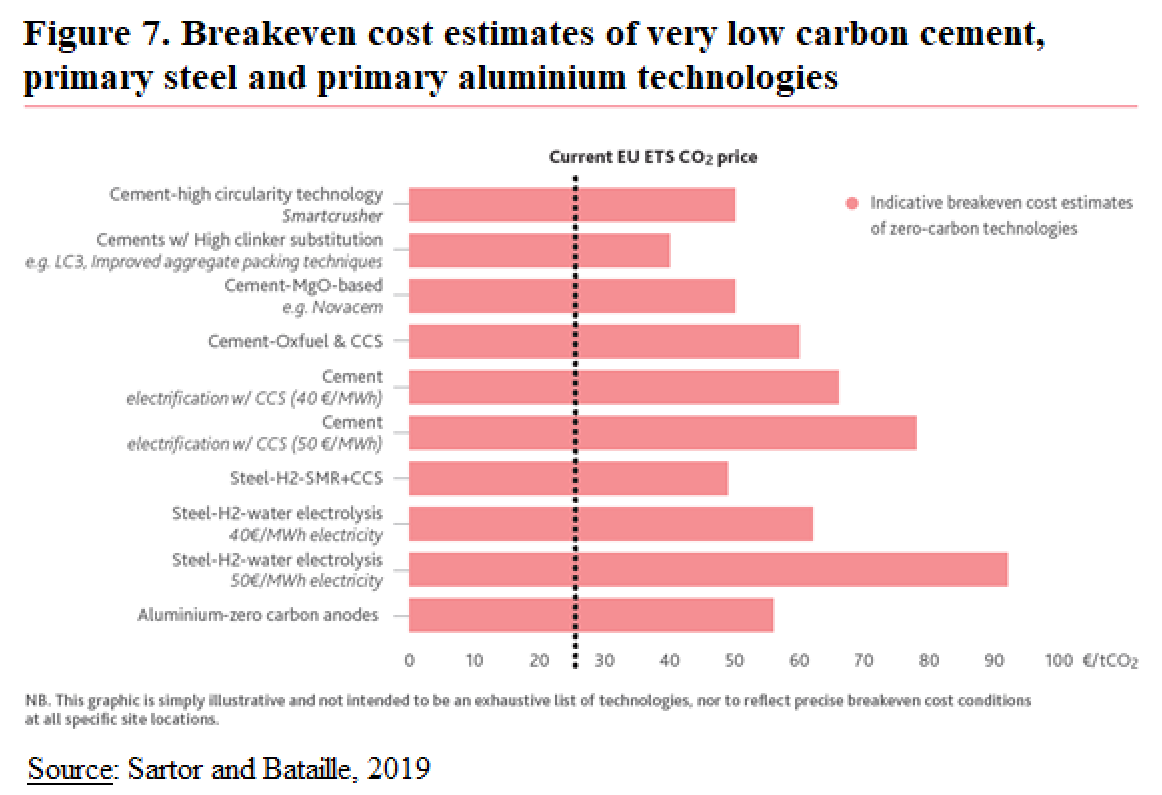 Figure 7. Breakeven cost estimates of very low carbon cement,
primary steel and primary aluminium technologies
Current EU ETS CO₂ price
Cement-high circularity technology
Smartcrusher
Cements w/ High clinker substitution
e.g. LC3, Improved aggregate packing techniques
Cement-MgO-based
e.g. Novacem
Cement-Oxfuel & CCS
Cement
electrification w/ CCS (40 €/MWh)
Cement
electrification w/ CCS (50 €/MWh)
Steel-H2-SMR+CCS
Steel-H2-water electrolysis
40€/MWh electricity
Steel-H2-water electrolysis
50€/MWh electricity
Aluminium-zero carbon anodes
Indicative breakeven cost estimates
of zero-carbon technologies
0 10 20 30 40 50 60 70 80 90 100 €/tCO₂
NB. This graphic is simply illustrative and not intended to be an exhaustive list of technologies, nor to reflect precise breakeven cost conditions
at all specific site locations.
Source: Sartor and Bataille, 2019